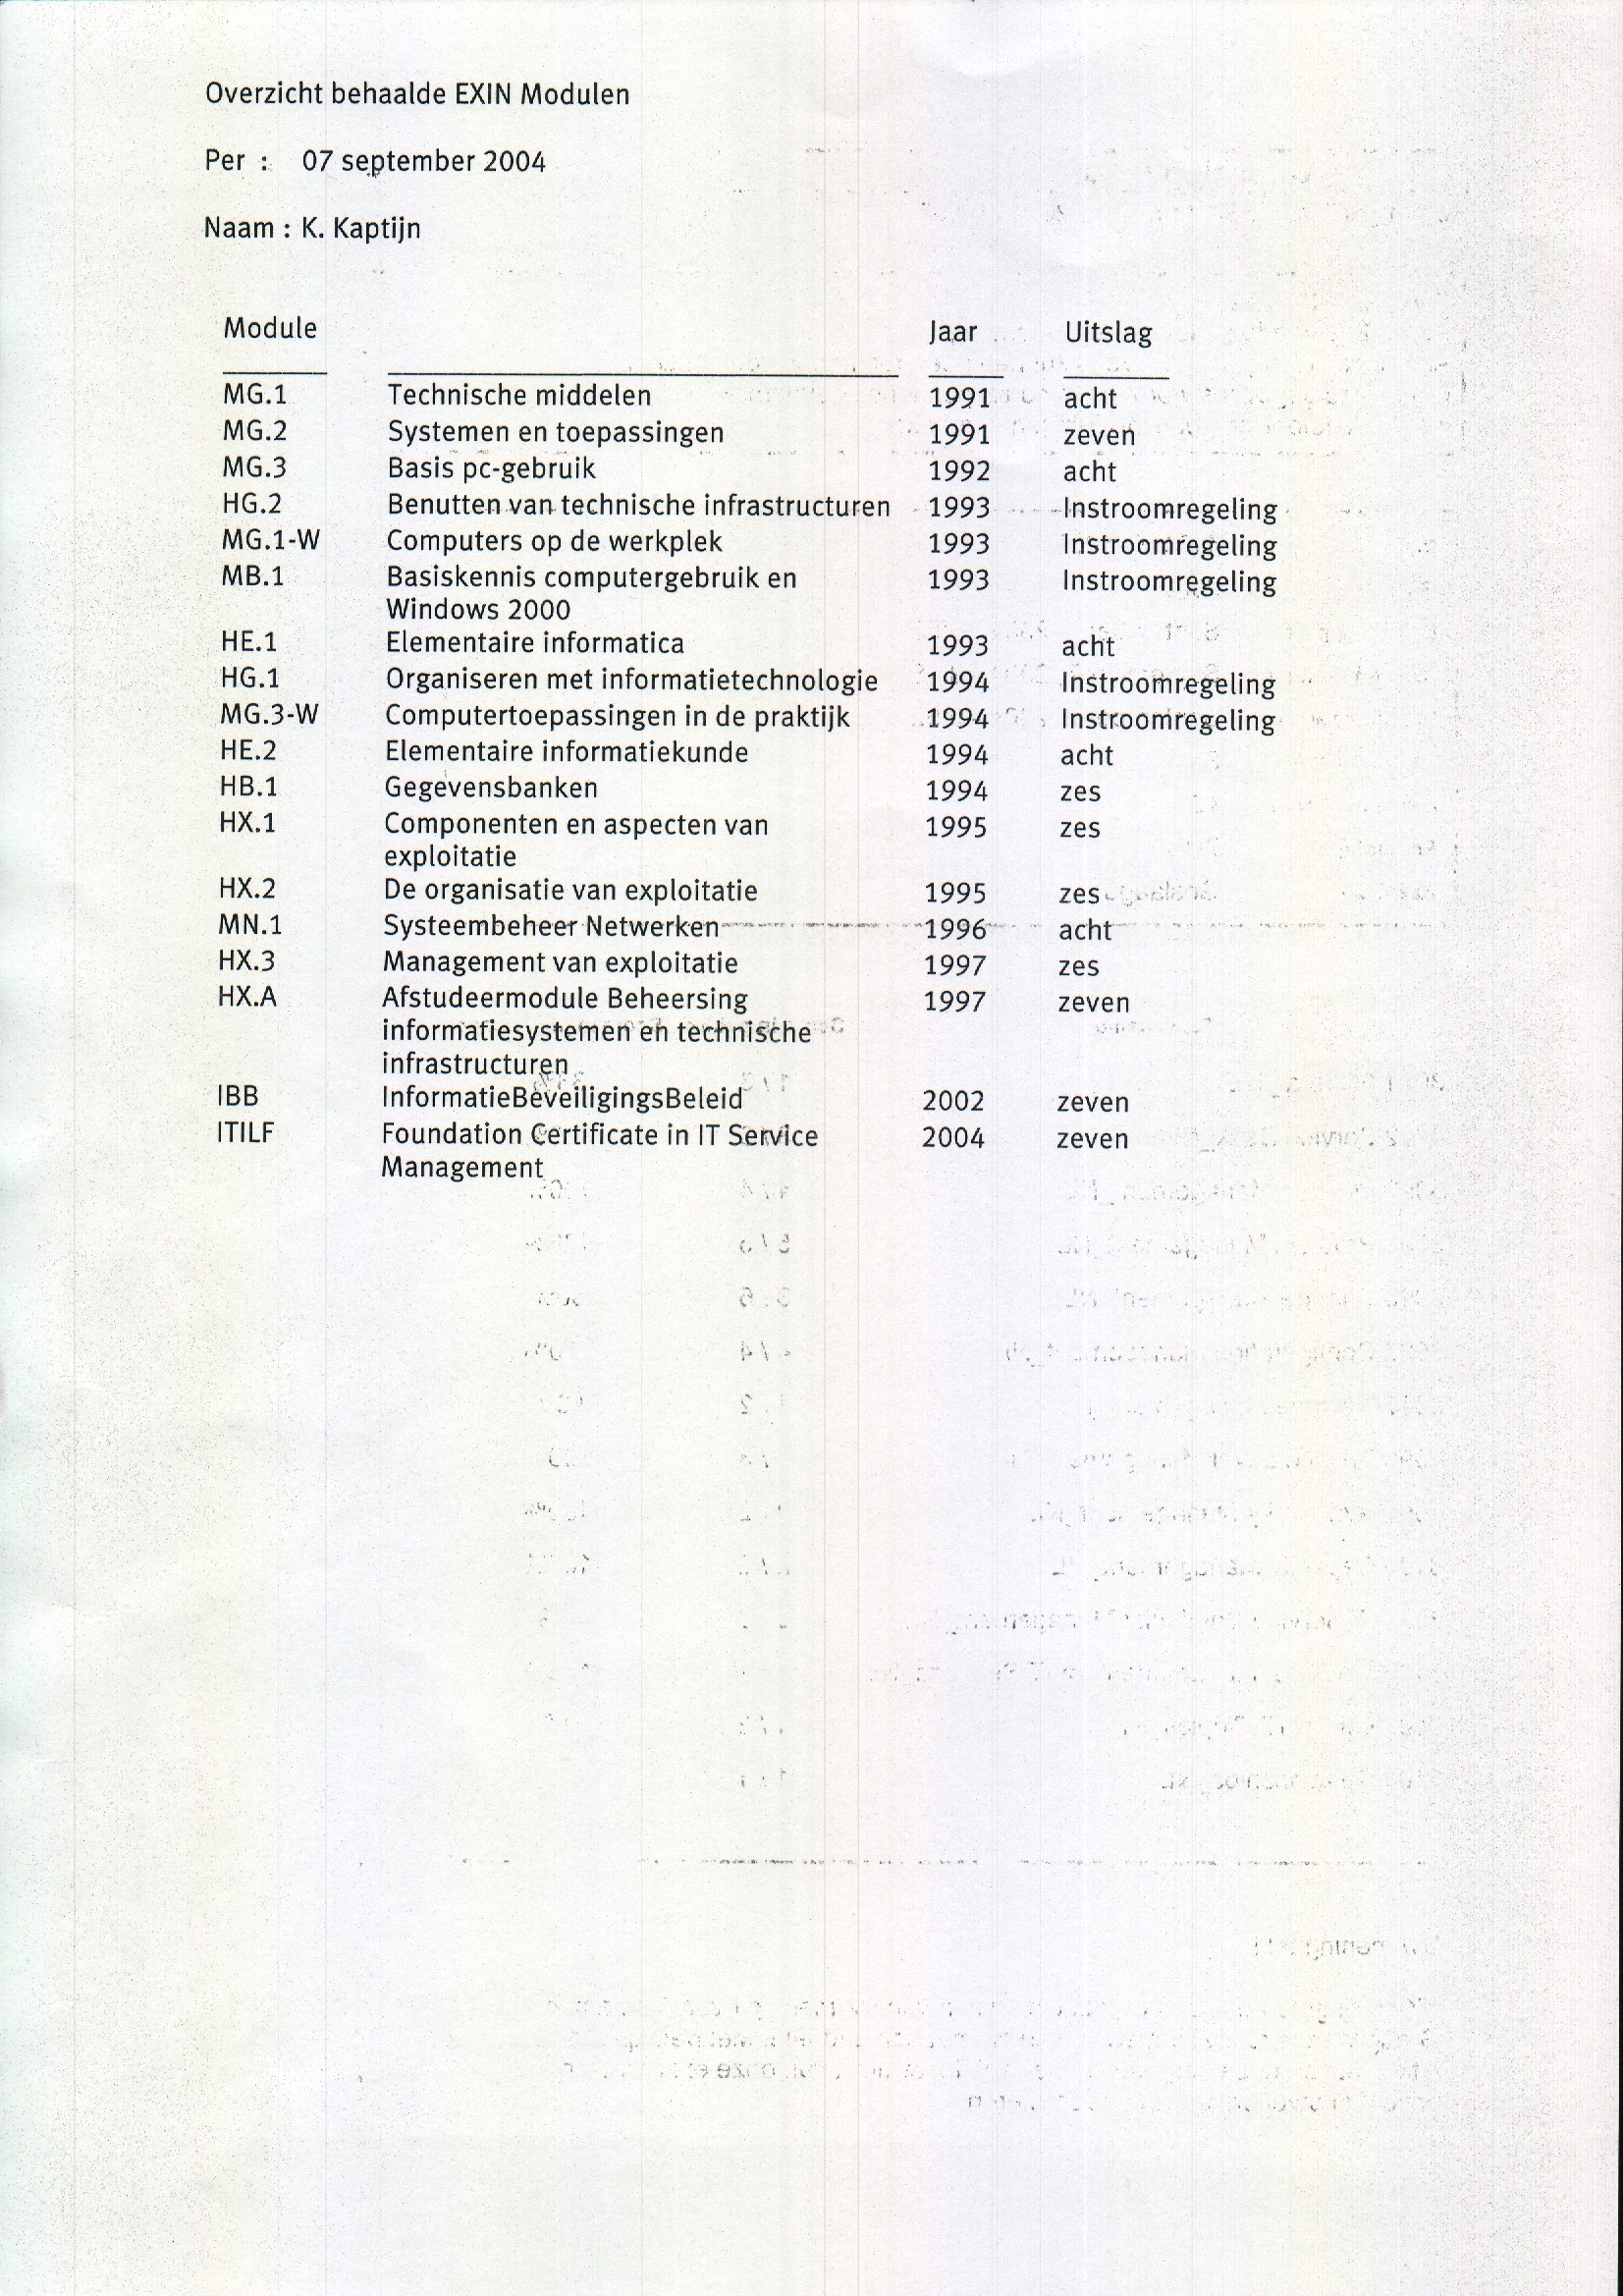 Overzicht behaalde EXIN Modulen
Per : 07 september 2004
Naam : K. Kaptijn
Module Jaar Uitslag
MG.1 Technische middelen 1991 acht
MG.2 Systemen en toepassingen 1991 zeven
MG.3 Basis pc-gebruik 1992 acht
HG.2 Benutten van technische infrastructuren 1993 Instroomregeling
MG.1-W Computers op de werkplek 1993 Instroomregeling
MB.1 Basiskennis computergebruik en 1993 Instroomregeling
Windows 2000
HE.1 Elementaire informatica 1993 acht
HG.1 Organiseren met informatietechnologie 1994 Instroomregeling
MG.3-W Computertoepassingen in de praktijk 1994 Instroomregeling
HE.2 Elementaire informatiekunde 1994 acht
HB.1 Gegevensbanken 1994 zes
HX.1 Componenten en aspecten van 1995 zes
exploitatie
HX.2 De organisatie van exploitatie 1995 zes
MN.1 Systeembeheer Netwerken 1996 acht
HX.3 Management van exploitatie 1997 zes
HX.A Afstudeermodule Beheersing 1997 zeven
informatiesystemen en technische
infrastructuren
IBB InformatieBeveiligingsBeleid 2002 zeven
ITILF Foundation Certificate in IT Service 2004 zeven
Management